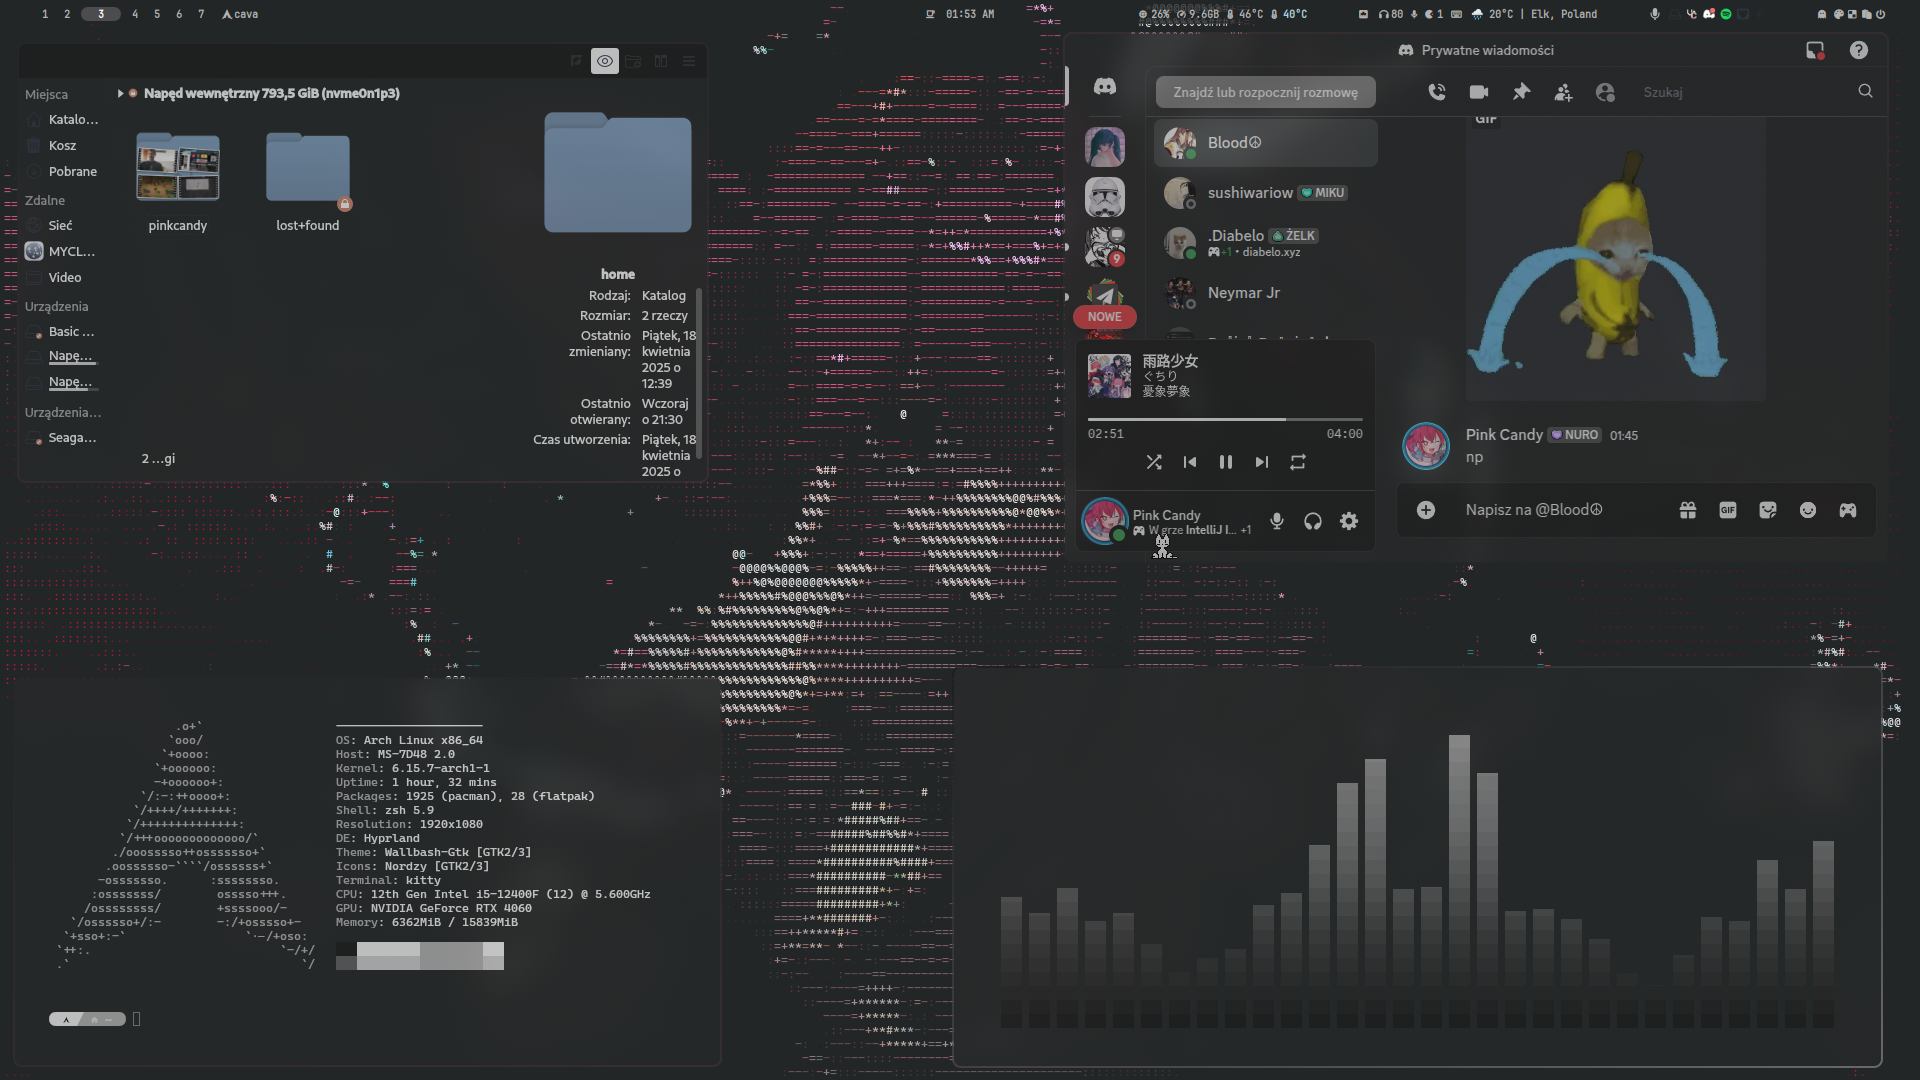 1 2 3 4 5 6 7 cava
01:53 AM
26% 9.6GB 46°C 40°C
80 1 20°C | Elk, Poland
Miejsca
Katalo...
Kosz
Pobrane
Zdalne
Sieć
MYCL...
Video
Urządzenia
Basic ...
Napę...
Napę...
Urządzenia...
Seaga...
Napęd wewnętrzny 793,5 GiB (nvme0n1p3)
pinkcandy
lost+found
2 ...gi
home
Rodzaj: Katalog
Rozmiar: 2 rzeczy
Ostatnio zmieniany: Piątek, 18 kwietnia 2025 o 12:39
Ostatnio otwierany: Wczoraj o 21:30
Czas utworzenia: Piątek, 18 kwietnia 2025 o
Prywatne wiadomości
Znajdź lub rozpocznij rozmowę
Szukaj
9
NOWE
Blood☮
sushiwariow MIKU
.Diabelo ŻELK
+1 • diabelo.xyz
Neymar Jr
GIF
雨路少女
ぐちり
憂象夢象
02:51
04:00
Pink Candy
W grze IntelliJ I... +1
Pink Candy NURO 01:45
np
Napisz na @Blood☮
GIF
OS: Arch Linux x86_64
Host: MS-7D48 2.0
Kernel: 6.15.7-arch1-1
Uptime: 1 hour, 32 mins
Packages: 1925 (pacman), 28 (flatpak)
Shell: zsh 5.9
Resolution: 1920x1080
DE: Hyprland
Theme: Wallbash-Gtk [GTK2/3]
Icons: Nordzy [GTK2/3]
Terminal: kitty
CPU: 12th Gen Intel i5-12400F (12) @ 5.600GHz
GPU: NVIDIA GeForce RTX 4060
Memory: 6362MiB / 15839MiB